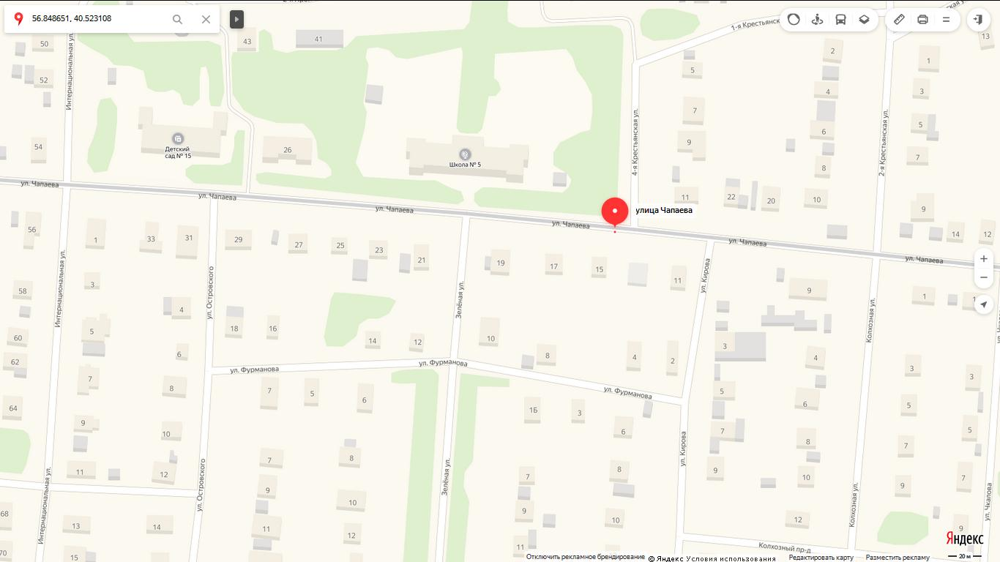 56.848651, 40.523108
1-я Крестьянск
ская ул.
50
43
41
2
13
1
5
52
4
3
Интернациональная ул.
7
4-я Крестьянская ул.
2-я Крестьянская ул.
6
5
Детский
сад № 15
54
26
9
Школа № 5
7
8
ул. Чапаева
ул. Чапаева
ул. Чапаева
11
22
20
10
9
улица Чапаева
ул. Чапаева
ул. Чапаева
ул. Чапаева
56
1
33
31
29
27
25
23
21
19
17
15
11
14
12
Интернациональная ул.
ул. Островского
Зелёная ул.
ул. Кирова
Колхозная ул.
58
3
4
9
1
5
18
16
14
12
10
8
4
2
3
4
60
6
62
3
3
ул. Фурманова
ул. Фурманова
ул. Фурманова
7
8
7
5
6
1Б
3
5
6
5
64
9
10
6
7
8
5
7
ул. Кирова
7
8
11
12
7
8
9
10
9
7
Интернациональная ул.
ул. Островского
Зелёная ул.
Колхозная ул.
ул. Чкалова
9
10
9
10
68
13
14
11
12
12
9
70
15
11
Колхозный пр-д
Яндекс
20 м
Отключить рекламное брендирование
© Яндекс Условия использования
Редактировать карту
Разместить рекламу